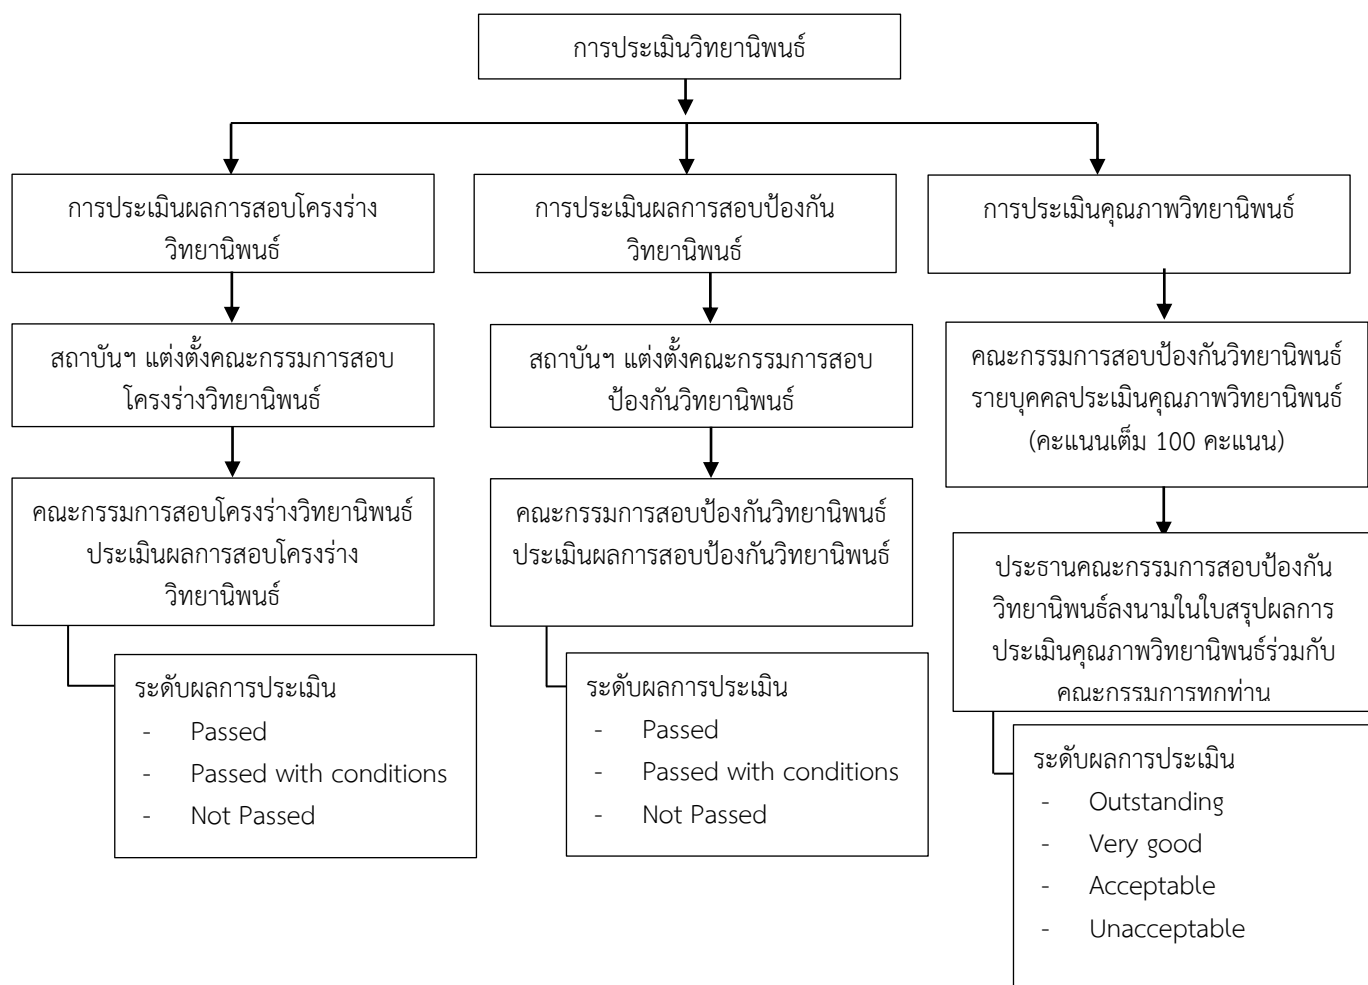 การประเมินวิทยานิพนธ์
การประเมินผลการสอบโครงร่าง
วิทยานิพนธ์
การประเมินผลการสอบป้องกัน
วิทยานิพนธ์
การประเมินคุณภาพวิทยานิพนธ์
สถาบันฯ แต่งตั้งคณะกรรมการสอบ
โครงร่างวิทยานิพนธ์
สถาบันฯ แต่งตั้งคณะกรรมการสอบ
ป้องกันวิทยานิพนธ์
คณะกรรมการสอบป้องกันวิทยานิพนธ์
รายบุคคลประเมินคุณภาพวิทยานิพนธ์
(คะแนนเต็ม 100 คะแนน)
คณะกรรมการสอบโครงร่างวิทยานิพนธ์
ประเมินผลการสอบโครงร่าง
วิทยานิพนธ์
คณะกรรมการสอบป้องกันวิทยานิพนธ์
ประเมินผลการสอบป้องกันวิทยานิพนธ์
ประธานคณะกรรมการสอบป้องกัน
วิทยานิพนธ์ลงนามในใบสรุปผลการ
ประเมินคุณภาพวิทยานิพนธ์ร่วมกับ
คณะกรรมการทุกท่าน
ระดับผลการประเมิน
- Passed
- Passed with conditions
- Not Passed
ระดับผลการประเมิน
- Passed
- Passed with conditions
- Not Passed
ระดับผลการประเมิน
- Outstanding
- Very good
- Acceptable
- Unacceptable